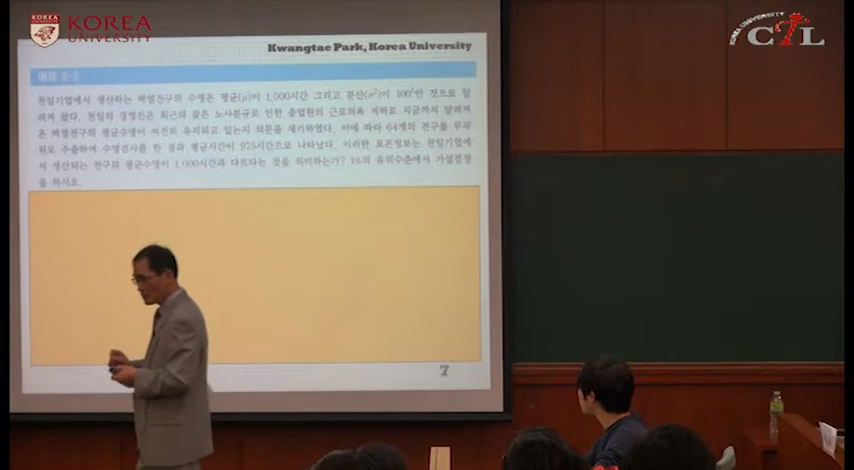 KOREA
UNIVERSITY
KOREA UNIVERSITY
CTL
Kwangtae Park, Korea University
천일기업에서 생산하는 백열전구의 수명은 평균(μ)이 1,000시간 그리고 분산(σ²)이 100²인 것으로 알
려져 왔다. 천일의 경영진은 최근의 잦은 노사분규로 인한 종업원의 근로의욕 저하로 지금까지 알려져
온 백열전구의 평균수명이 여전히 유지되고 있는지 의문을 제기하였다. 이에 따라 64개의 전구를 무작
위로 추출하여 수명검사를 한 결과 평균시간이 975시간으로 나타났다. 이러한 표본정보는 천일기업에
서 생산되는 전구의 평균수명이 1,000시간과 다르다는 것을 의미하는가? 1%의 유의수준에서 가설검정
을 하시오.
7